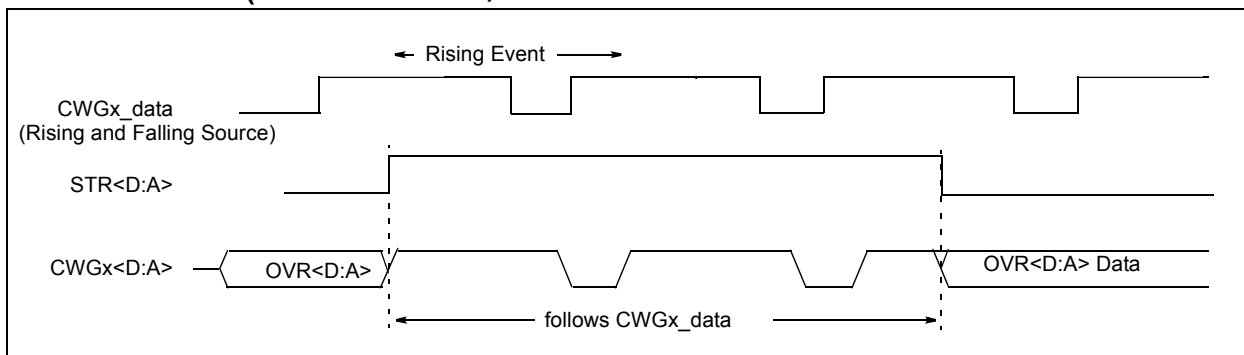 Rising Event
CWGx_data
(Rising and Falling Source)
STR<D:A>
CWGx<D:A>
OVR<D:A>
OVR<D:A> Data
follows CWGx_data